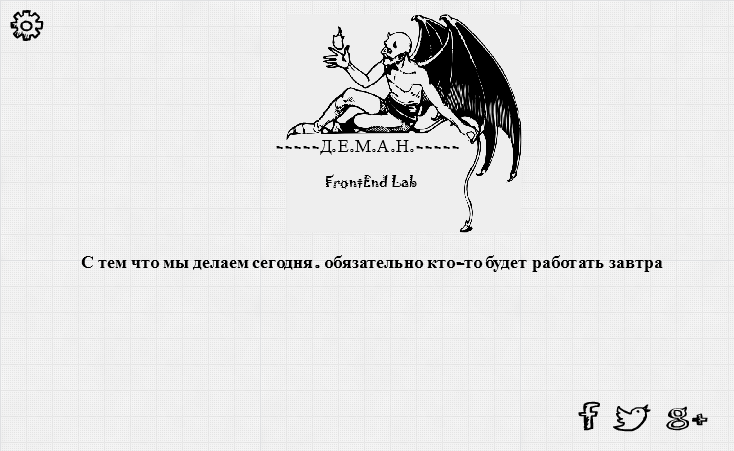 -----Д.Е.М.А.Н.-----
FrontEnd Lab
С тем что мы делаем сегодня. обязательно кто-то будет работать завтра
f
g+